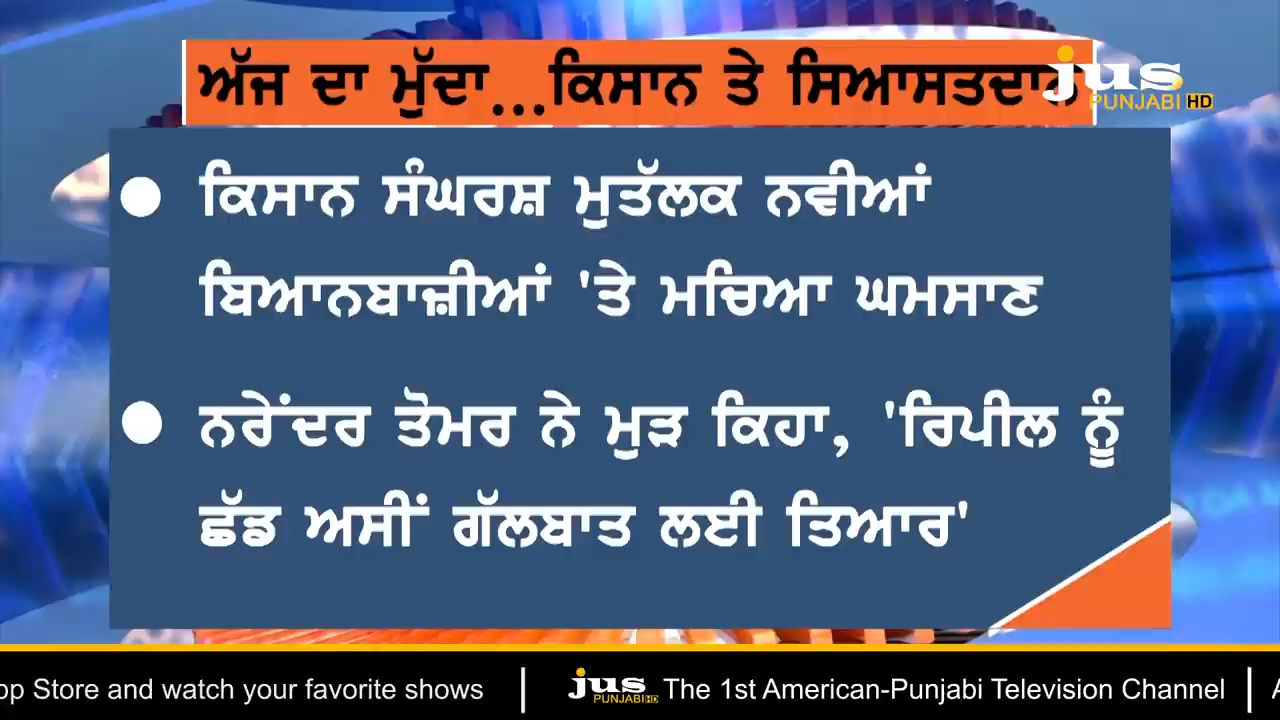 ਅੱਜ ਦਾ ਮੁੱਦਾ...ਕਿਸਾਨ ਤੇ ਸਿਆਸਤਦਾਨ
jus
PUNJABI HD
ਕਿਸਾਨ ਸੰਘਰਸ਼ ਮੁਤੱਲਕ ਨਵੀਆਂ
ਬਿਆਨਬਾਜ਼ੀਆਂ 'ਤੇ ਮਚਿਆ ਘਮਸਾਣ
ਨਰੇਂਦਰ ਤੋਮਰ ਨੇ ਮੁੜ ਕਿਹਾ, 'ਰਿਪੀਲ ਨੂੰ
ਛੱਡ ਅਸੀਂ ਗੱਲਬਾਤ ਲਈ ਤਿਆਰ'
op Store and watch your favorite shows | jus PUNJABI HD The 1st American-Punjabi Television Channel |